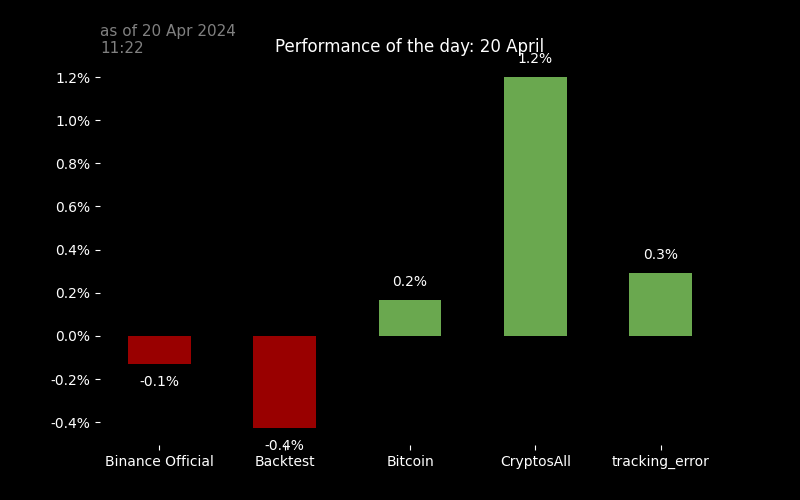 as of 20 Apr 2024
11:22
Performance of the day: 20 April
1.2%
1.2%
1.0%
0.8%
0.6%
0.4%
0.3%
0.2%
0.2%
0.0%
-0.2%
-0.1%
-0.4%
-0.4%
Binance Official
Backtest
Bitcoin
CryptosAll
tracking_error